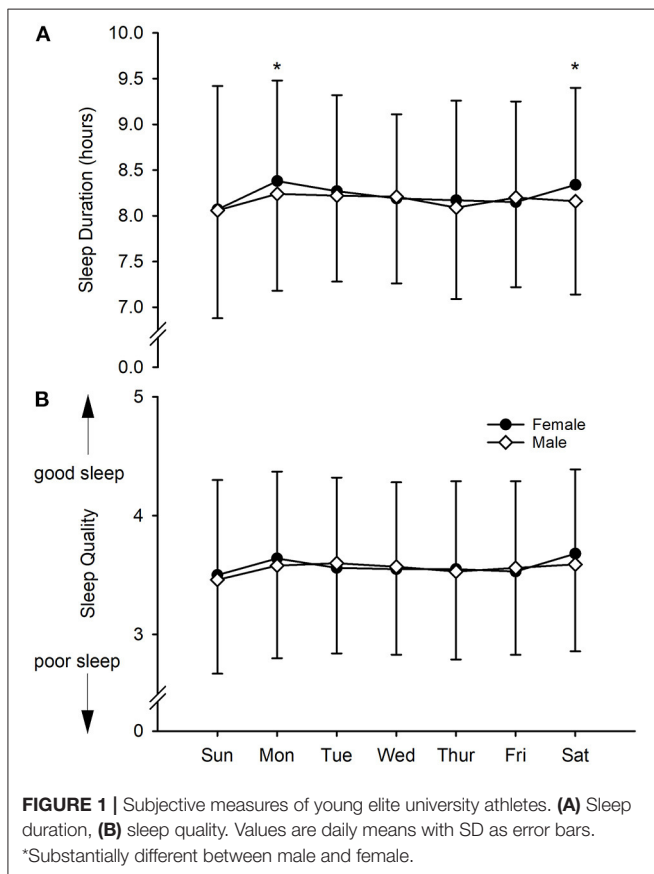 A
10.0
9.5
9.0
8.5
8.0
7.5
7.0
0.0
Sleep Duration (hours)
* *
B
5
4
3
0
good sleep
Sleep Quality
poor sleep
Female
Male
Sun Mon Tue Wed Thur Fri Sat
FIGURE 1 | Subjective measures of young elite university athletes. (A) Sleep
duration, (B) sleep quality. Values are daily means with SD as error bars.
*Substantially different between male and female.